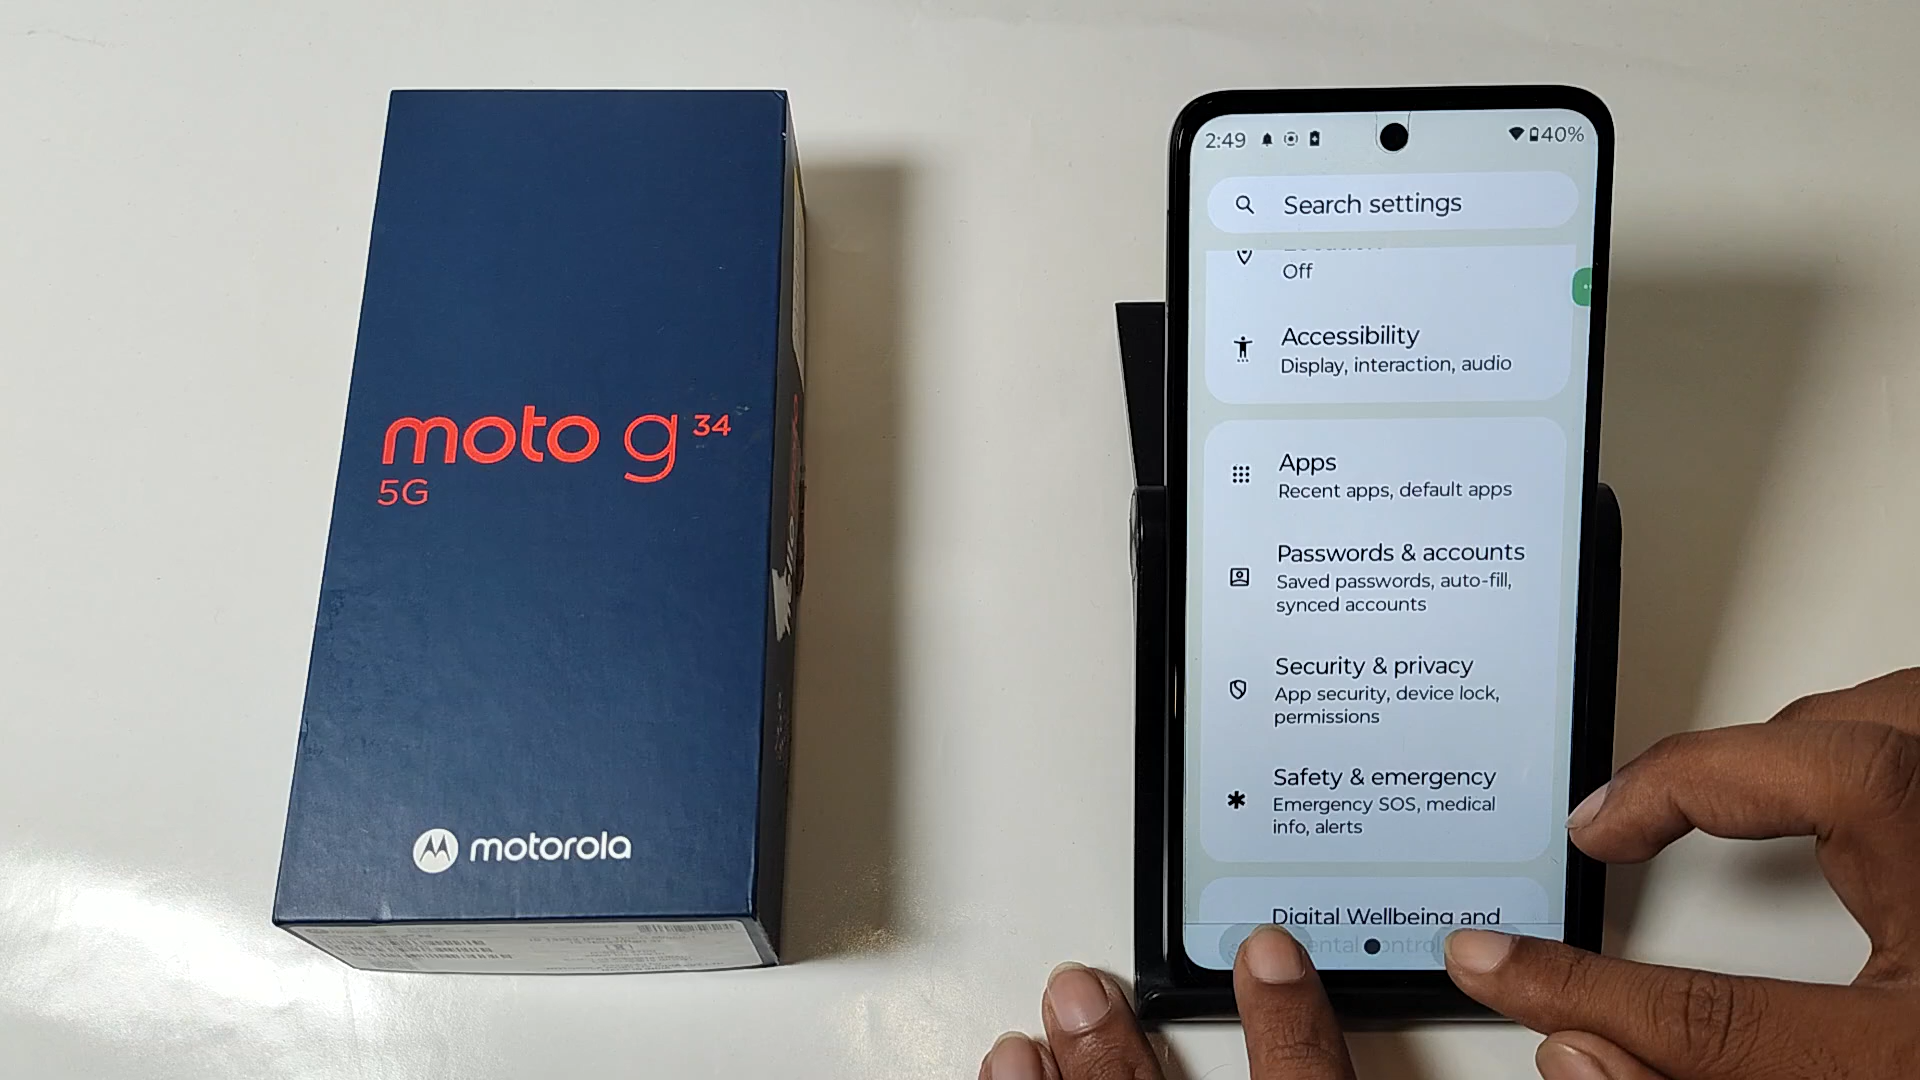 moto g 34
5G
motorola
2:49
40%
Search settings
Off
Accessibility
Display, interaction, audio
Apps
Recent apps, default apps
Passwords & accounts
Saved passwords, auto-fill,
synced accounts
Security & privacy
App security, device lock,
permissions
Safety & emergency
Emergency SOS, medical
info, alerts
Digital Wellbeing and